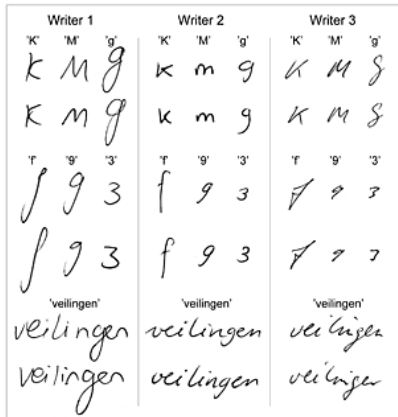 Writer 1 Writer 2 Writer 3
'K' 'M' 'g' 'K' 'M' 'g' 'K' 'M' 'g'
K M g K m g K M g
K M g K m g K M g
'f' '9' '3' 'f' '9' '3' 'f' '9' '3'
f 9 3 f 9 3 f 9 3
f 9 3 f 9 3 f 9 3
'veilingen' 'veilingen' 'veilingen'
veilingen veilingen veilingen
veilingen veilingen veilingen